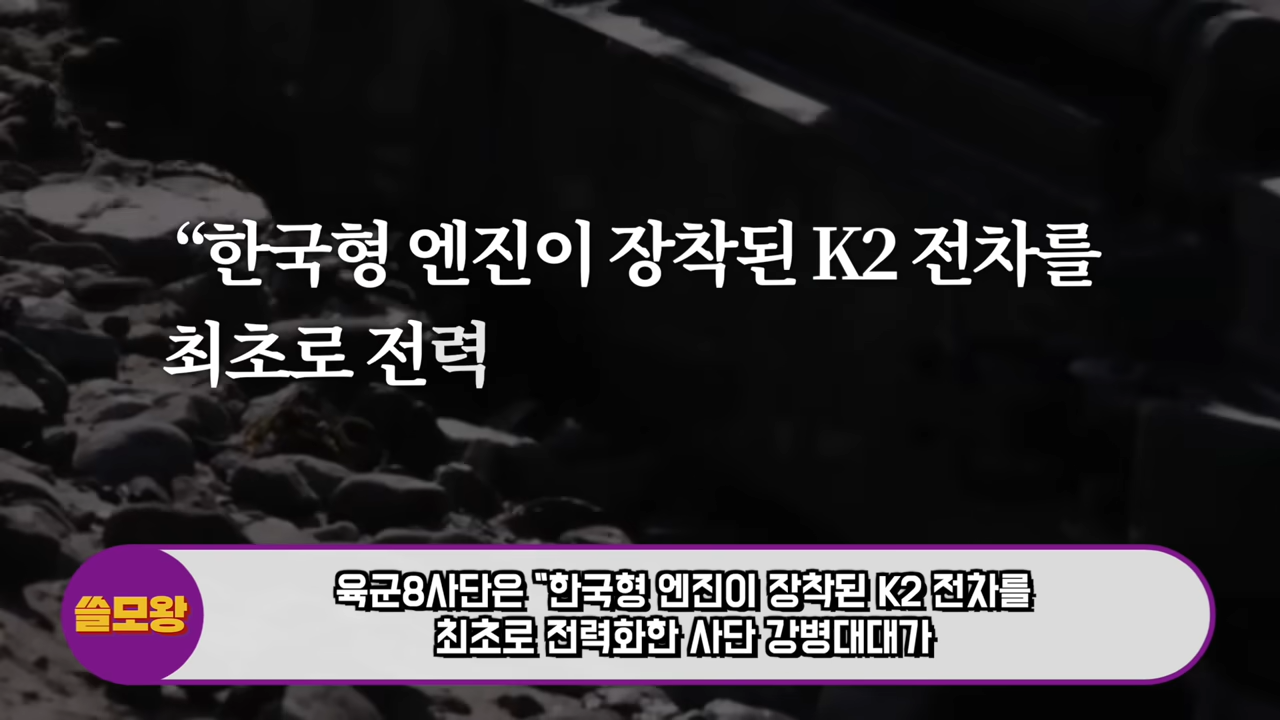 “한국형 엔진이 장착된 K2 전차를
최초로 전력
쓸모왕
육군8사단은 “한국형 엔진이 장착된 K2 전차를
최초로 전력화한 사단 강병대대가